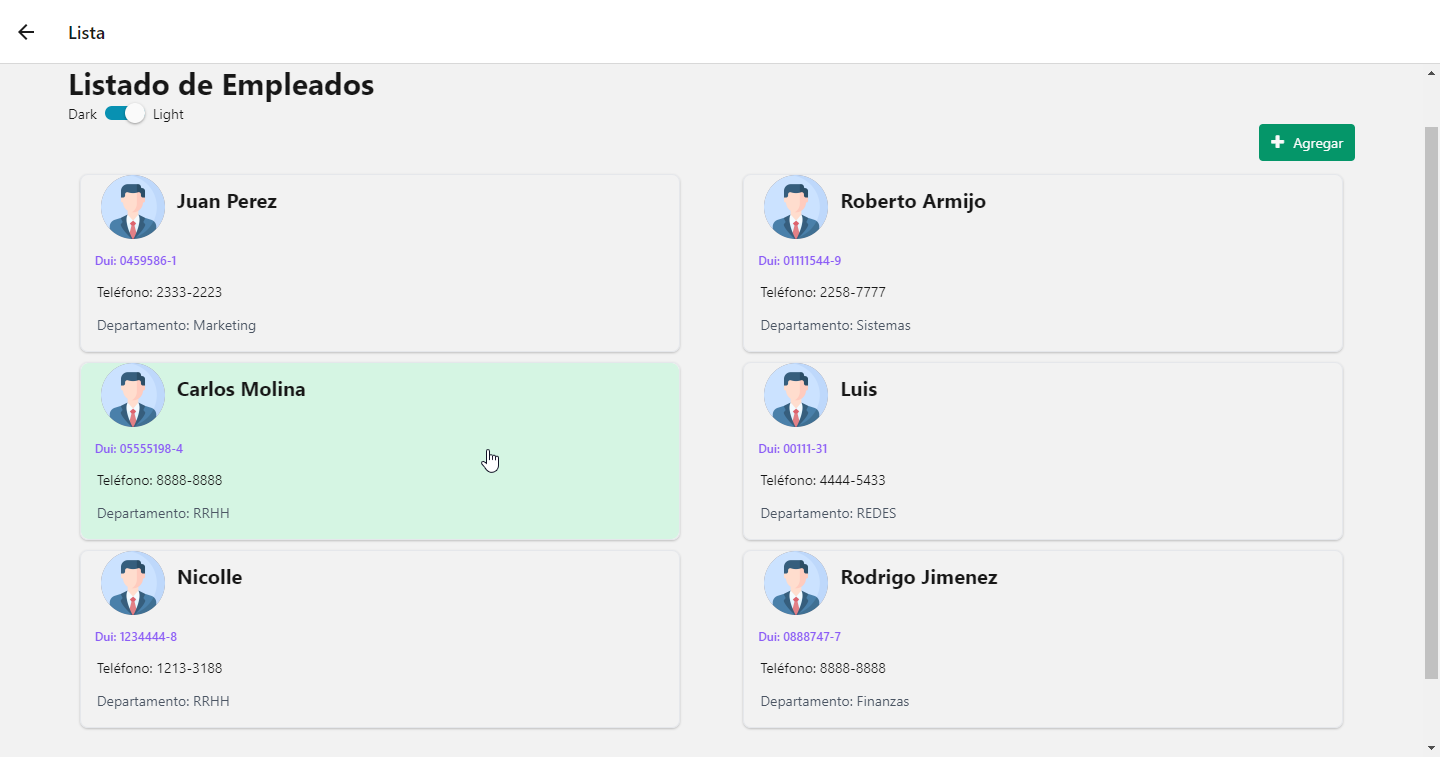 Lista
Listado de Empleados
Dark Light
Agregar
Juan Perez
Dui: 0459586-1
Teléfono: 2333-2223
Departamento: Marketing
Roberto Armijo
Dui: 01111544-9
Teléfono: 2258-7777
Departamento: Sistemas
Carlos Molina
Dui: 05555198-4
Teléfono: 8888-8888
Departamento: RRHH
Luis
Dui: 00111-31
Teléfono: 4444-5433
Departamento: REDES
Nicolle
Dui: 1234444-8
Teléfono: 1213-3188
Departamento: RRHH
Rodrigo Jimenez
Dui: 0888747-7
Teléfono: 8888-8888
Departamento: Finanzas